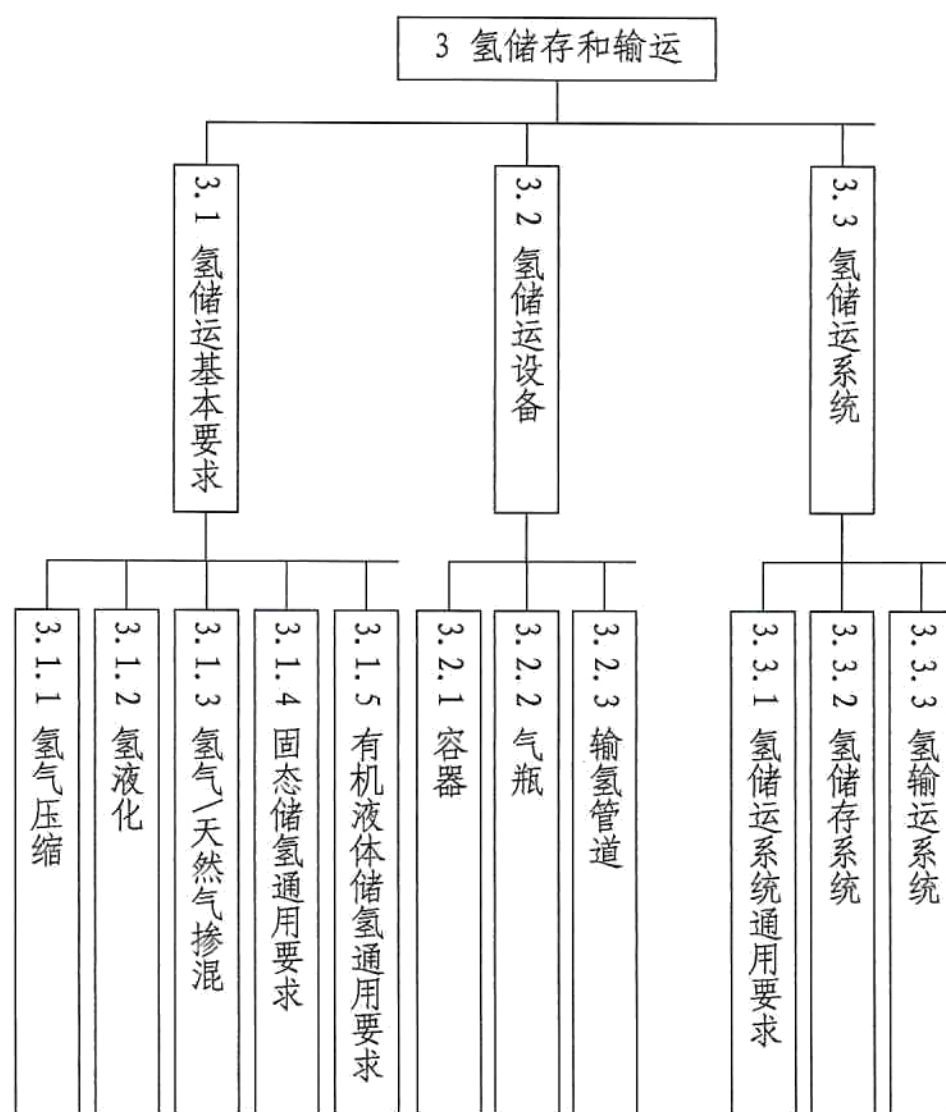 3 氢储存和输运
3.1 氢储运基本要求
3.2 氢储运设备
3.3 氢储运系统
3.1.1 氢气压缩
3.1.2 氢液化
3.1.3 氢气/天然气掺混
3.1.4 固态储氢通用要求
3.1.5 有机液体储氢通用要求
3.2.1 容器
3.2.2 气瓶
3.2.3 输氢管道
3.3.1 氢储运系统通用要求
3.3.2 氢储存系统
3.3.3 氢输运系统